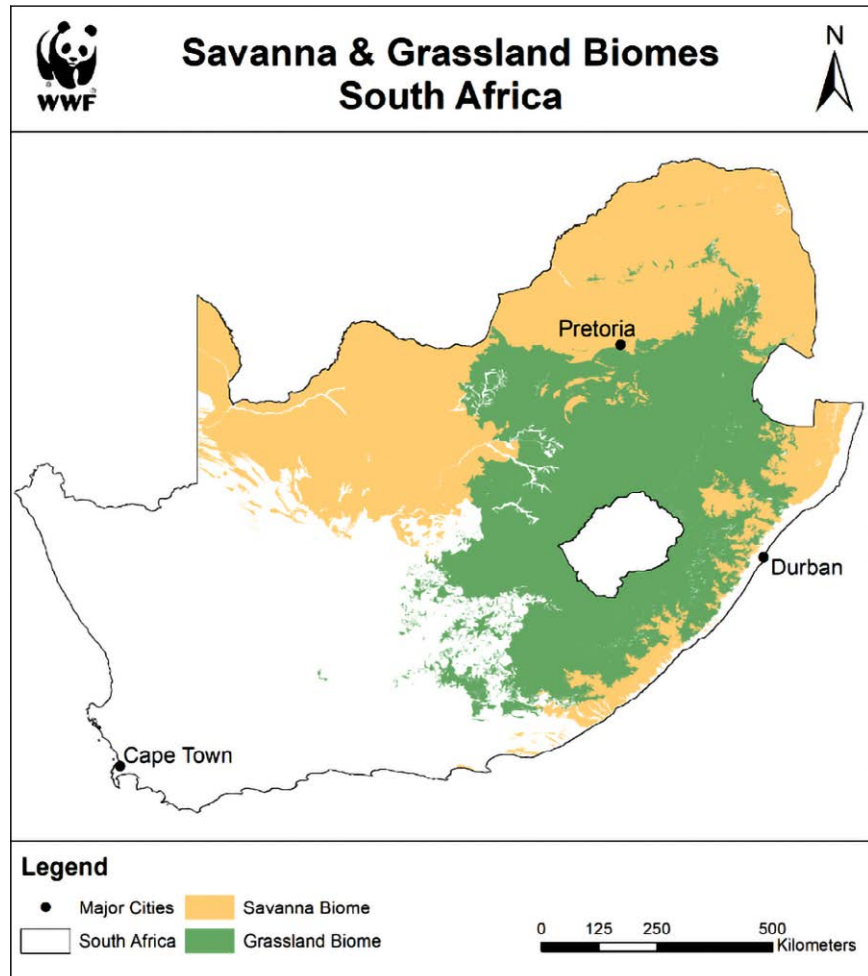 WWF
Savanna & Grassland Biomes
South Africa
N
Pretoria
Durban
Cape Town
Legend
Major Cities
Savanna Biome
South Africa
Grassland Biome
0 125 250 500
Kilometers